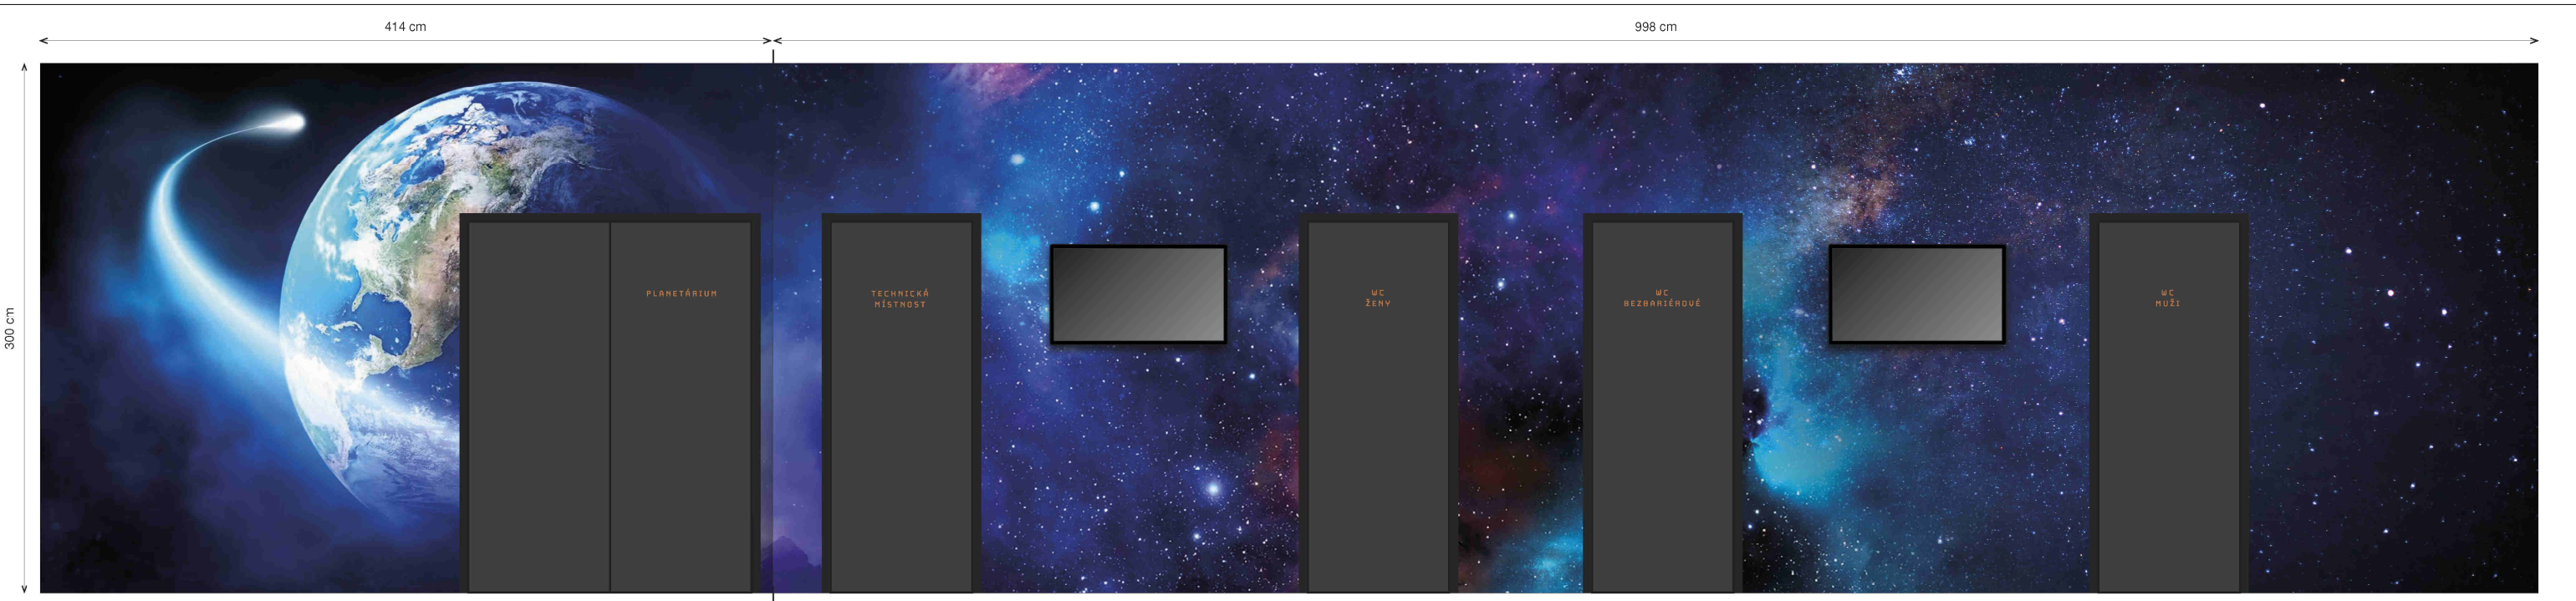 414 cm
998 cm
300 cm
PLANETÁRIUM
TECHNICKÁ
MÍSTNOST
WC
ŽENY
WC
BEZBARIÉROVÉ
WC
MUŽI